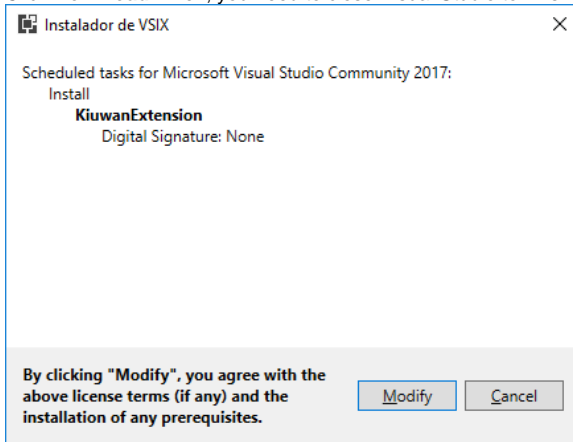 Instalador de VSIX
Scheduled tasks for Microsoft Visual Studio Community 2017:
Install
KiuwanExtension
Digital Signature: None
By clicking "Modify", you agree with the
above license terms (if any) and the
installation of any prerequisites.
Modify
Cancel